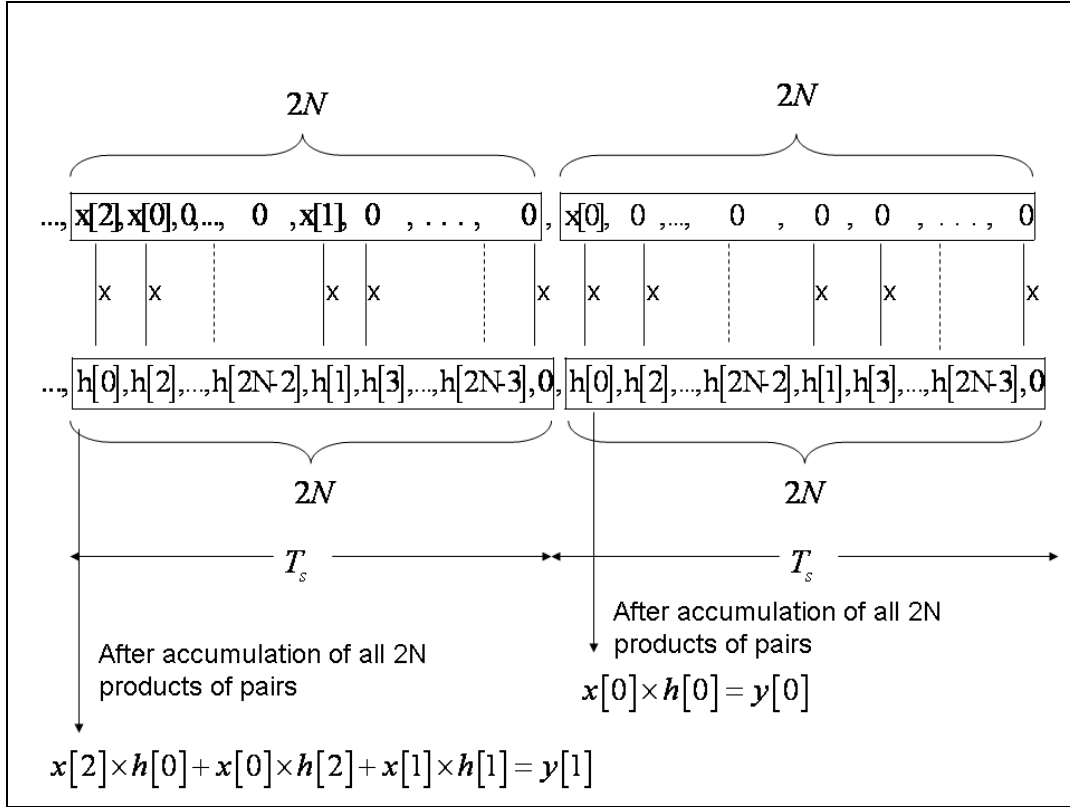 2N 2N
..., x[2], x[0], 0,..., 0 , x[1], 0 , . . . , 0 , x[0], 0 ,..., 0 , 0 , 0 , . . . , 0
x x x x x x x x x x
..., h[0], h[2],...,h[2N-2], h[1], h[3],...,h[2N-3], 0, h[0], h[2],...,h[2N-2], h[1], h[3],...,h[2N-3], 0
2N 2N
T_s T_s
After accumulation of all 2N
products of pairs
x[0]×h[0]=y[0]
After accumulation of all 2N
products of pairs
x[2]×h[0]+x[0]×h[2]+x[1]×h[1]=y[1]